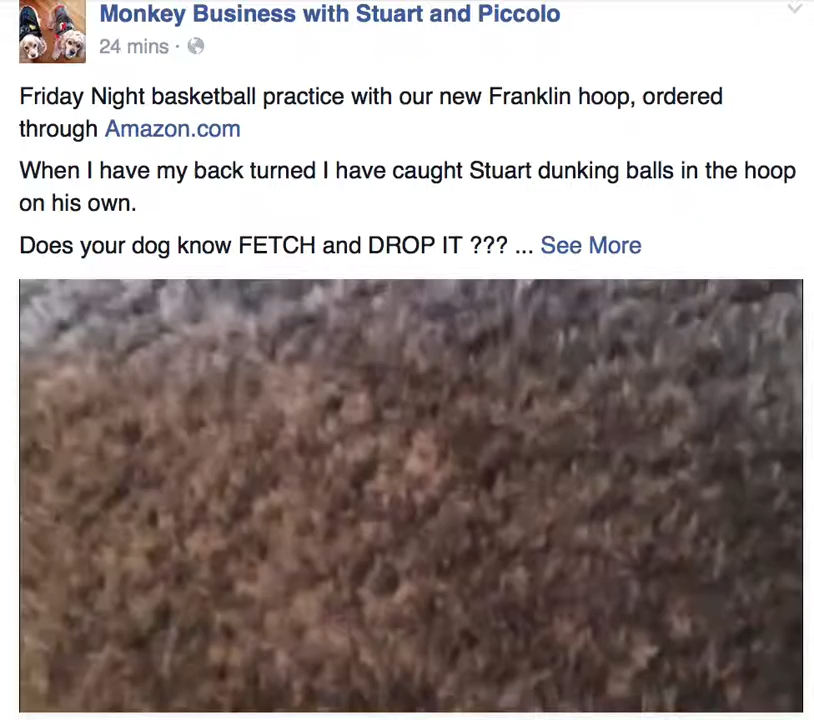 Monkey Business with Stuart and Piccolo
24 mins ·
Friday Night basketball practice with our new Franklin hoop, ordered
through Amazon.com
When I have my back turned I have caught Stuart dunking balls in the hoop
on his own.
Does your dog know FETCH and DROP IT ??? ... See More